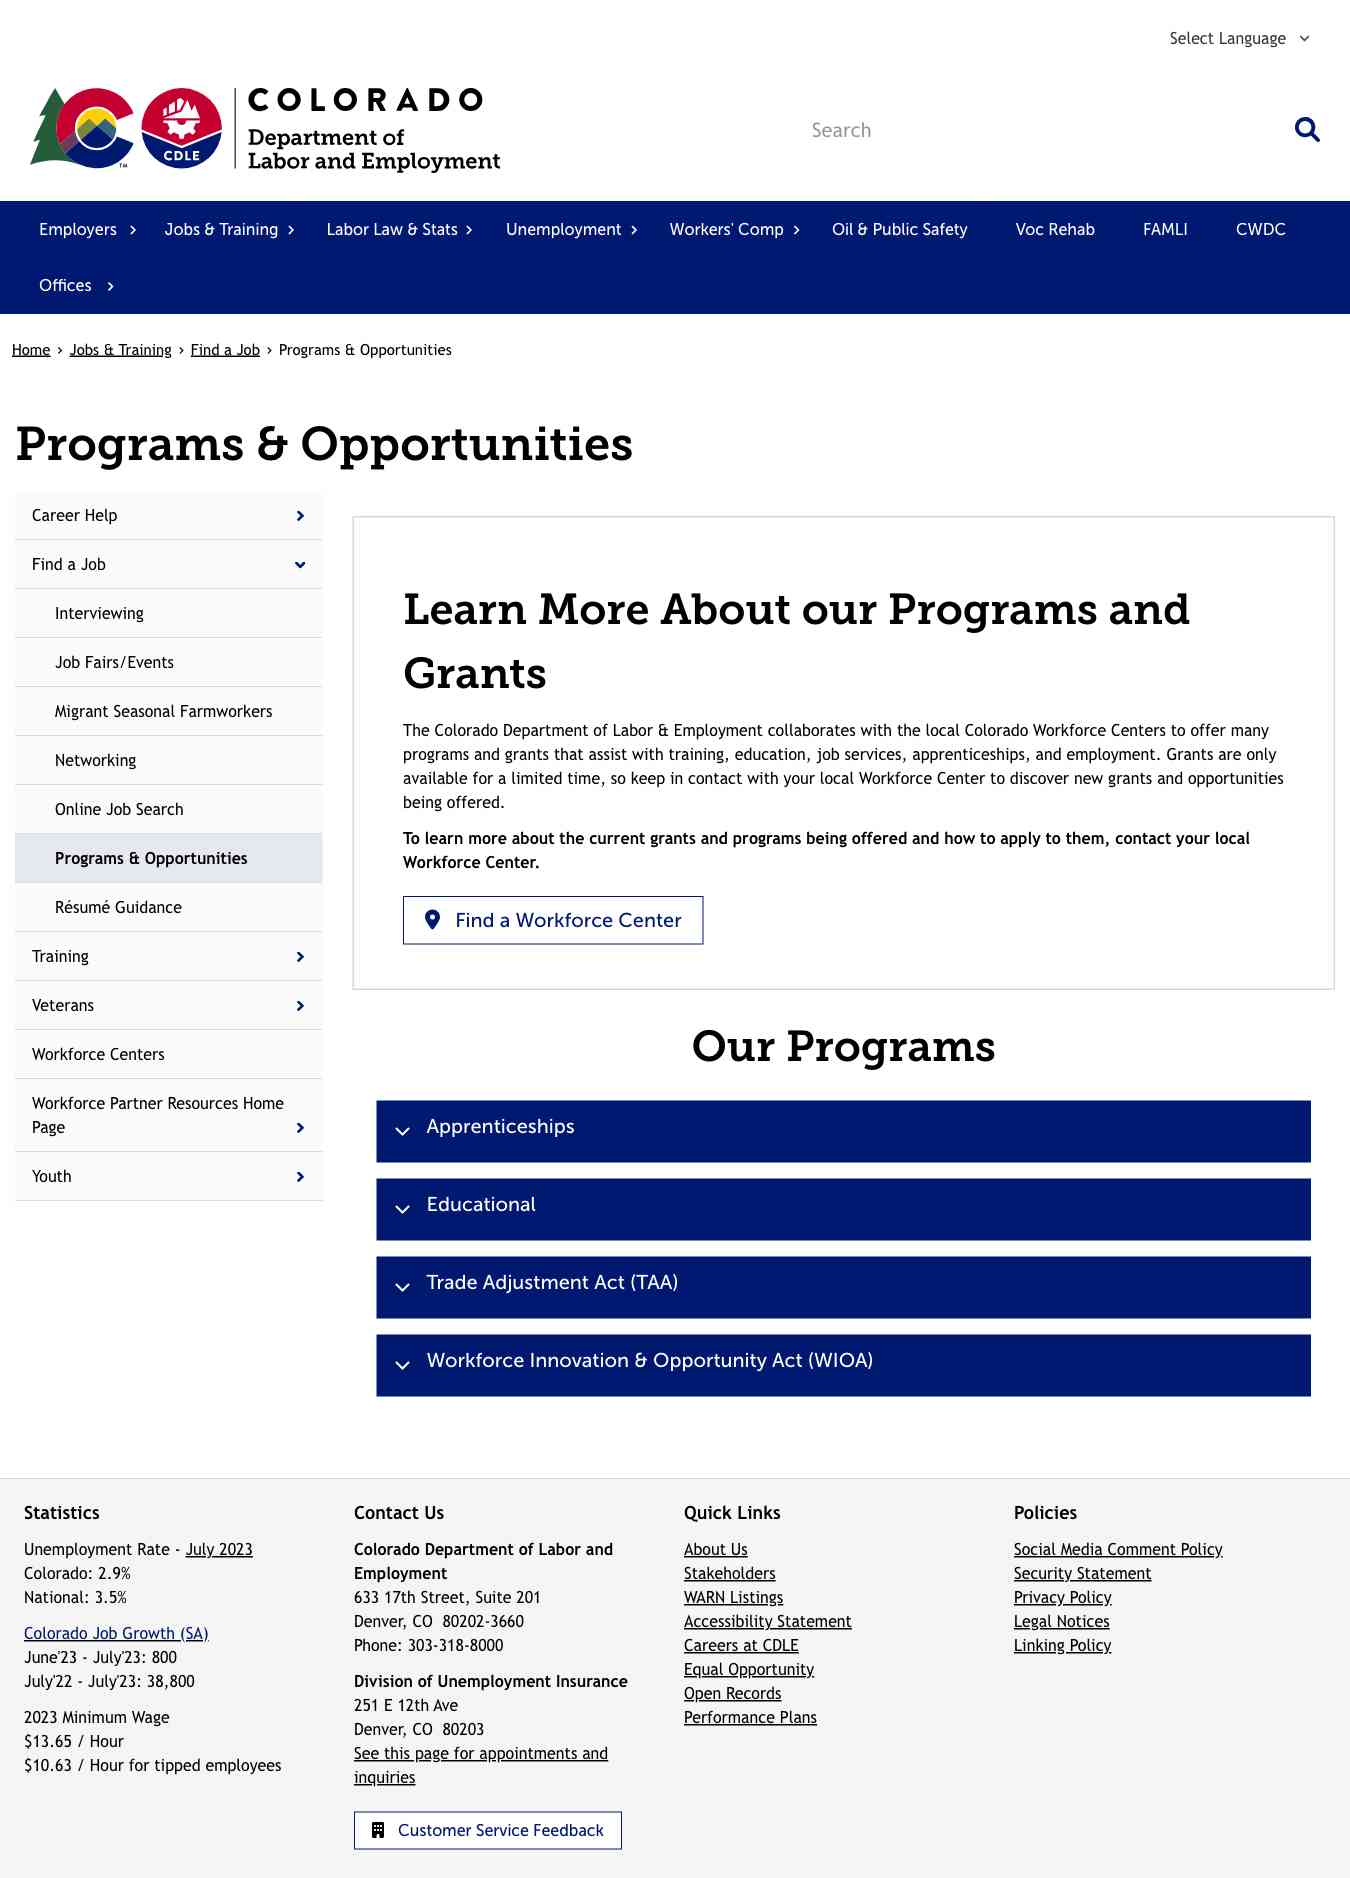 Select Language
COLORADO
Department of
Labor and Employment
CDLE
TM
Search
Employers Jobs & Training Labor Law & Stats Unemployment Workers' Comp Oil & Public Safety Voc Rehab FAMLI CWDC
Offices
Home › Jobs & Training › Find a Job › Programs & Opportunities
Programs & Opportunities
Career Help
Find a Job
Interviewing
Job Fairs/Events
Migrant Seasonal Farmworkers
Networking
Online Job Search
Programs & Opportunities
Résumé Guidance
Training
Veterans
Workforce Centers
Workforce Partner Resources Home
Page
Youth
Learn More About our Programs and
Grants
The Colorado Department of Labor & Employment collaborates with the local Colorado Workforce Centers to offer many
programs and grants that assist with training, education, job services, apprenticeships, and employment. Grants are only
available for a limited time, so keep in contact with your local Workforce Center to discover new grants and opportunities
being offered.
To learn more about the current grants and programs being offered and how to apply to them, contact your local
Workforce Center.
Find a Workforce Center
Our Programs
Apprenticeships
Educational
Trade Adjustment Act (TAA)
Workforce Innovation & Opportunity Act (WIOA)
Statistics
Unemployment Rate - July 2023
Colorado: 2.9%
National: 3.5%
Colorado Job Growth (SA)
June'23 - July'23: 800
July'22 - July'23: 38,800
2023 Minimum Wage
$13.65 / Hour
$10.63 / Hour for tipped employees
Contact Us
Colorado Department of Labor and
Employment
633 17th Street, Suite 201
Denver, CO  80202-3660
Phone: 303-318-8000
Division of Unemployment Insurance
251 E 12th Ave
Denver, CO  80203
See this page for appointments and
inquiries
Customer Service Feedback
Quick Links
About Us
Stakeholders
WARN Listings
Accessibility Statement
Careers at CDLE
Equal Opportunity
Open Records
Performance Plans
Policies
Social Media Comment Policy
Security Statement
Privacy Policy
Legal Notices
Linking Policy